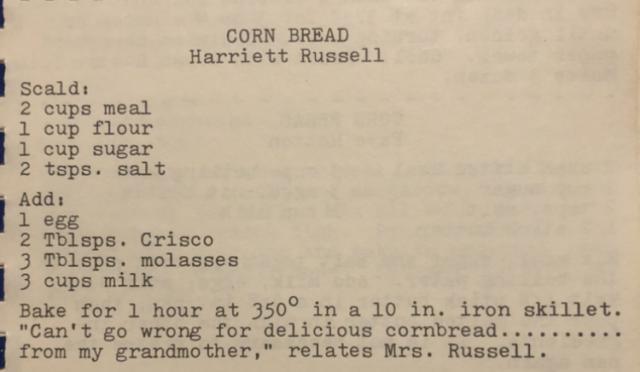 CORN BREAD
Harriett Russell
Scald:
2 cups meal
1 cup flour
1 cup sugar
2 tsps. salt
Add:
1 egg
2 Tblsps. Crisco
3 Tblsps. molasses
3 cups milk
Bake for 1 hour at 350° in a 10 in. iron skillet.
"Can't go wrong for delicious cornbread..........
from my grandmother," relates Mrs. Russell.